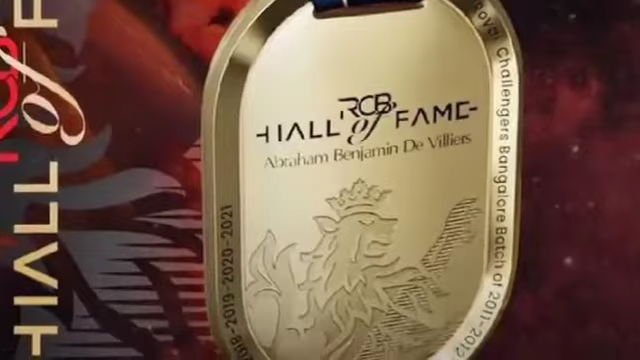 RCB
HALL of FAME
Abraham Benjamin De Villiers
Royal Challengers Bangalore Batch of 2011-2012
2018-2019-2020-2021
RCB
HALL of F